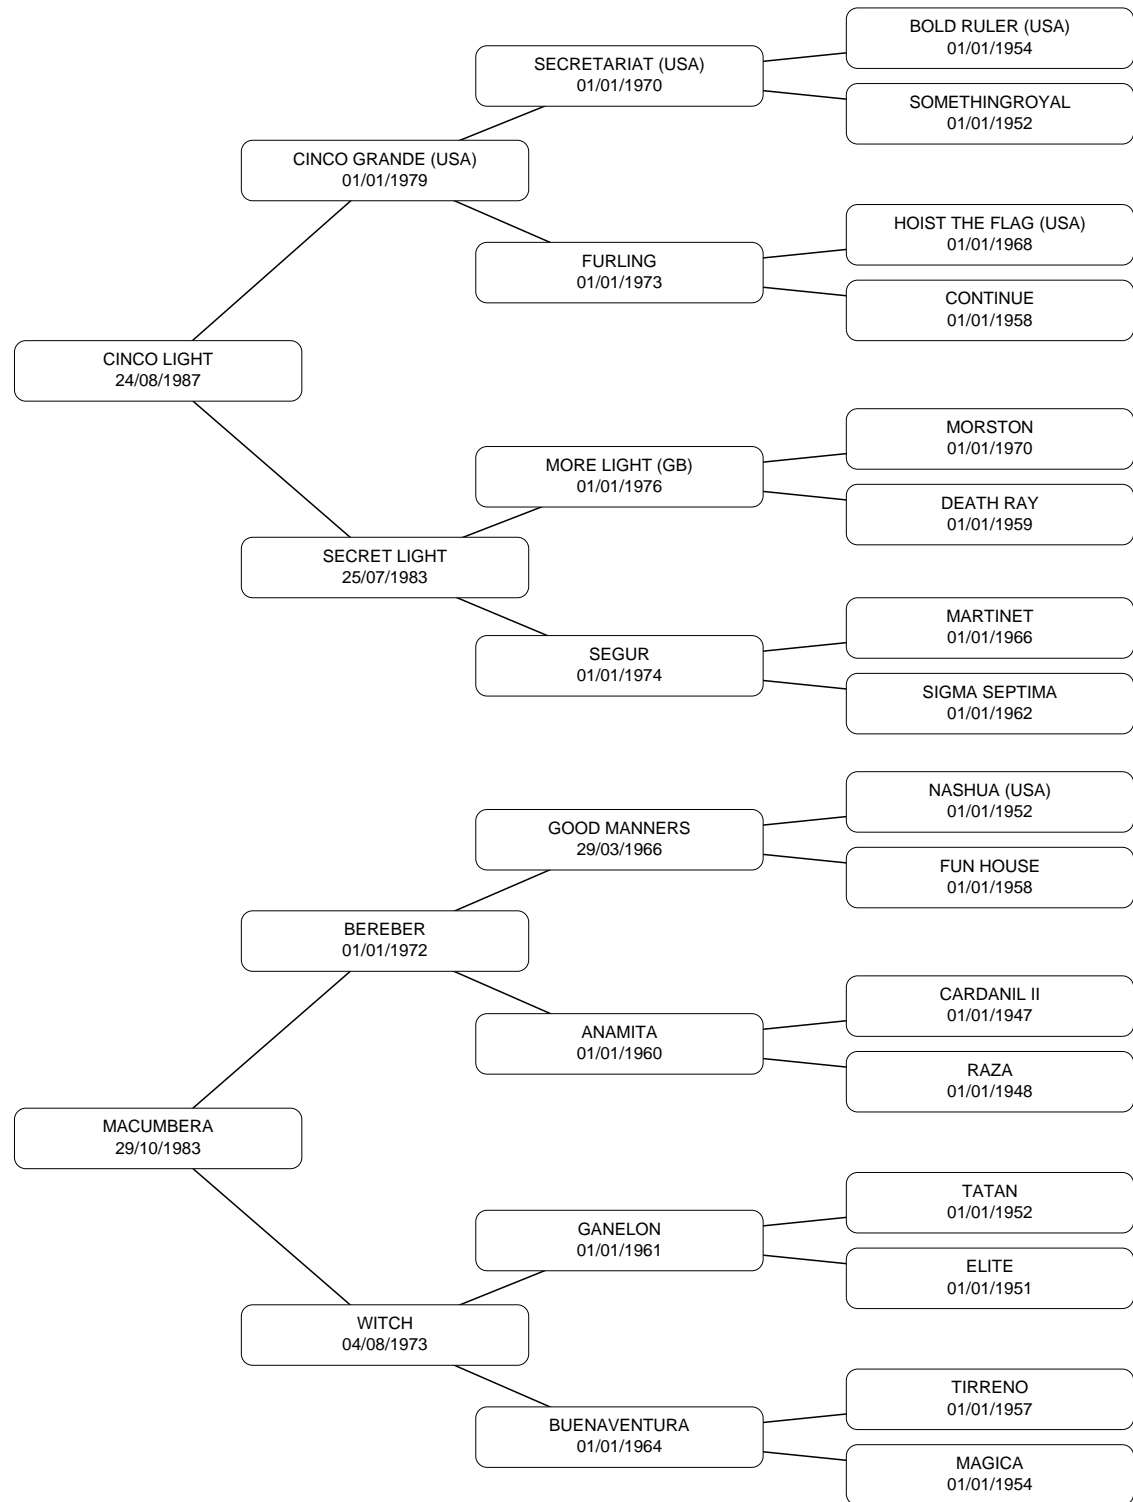 BOLD RULER (USA)
01/01/1954
SECRETARIAT (USA)
01/01/1970
SOMETHINGROYAL
01/01/1952
CINCO GRANDE (USA)
01/01/1979
HOIST THE FLAG (USA)
01/01/1968
FURLING
01/01/1973
CONTINUE
01/01/1958
CINCO LIGHT
24/08/1987
MORSTON
01/01/1970
MORE LIGHT (GB)
01/01/1976
DEATH RAY
01/01/1959
SECRET LIGHT
25/07/1983
MARTINET
01/01/1966
SEGUR
01/01/1974
SIGMA SEPTIMA
01/01/1962
NASHUA (USA)
01/01/1952
GOOD MANNERS
29/03/1966
FUN HOUSE
01/01/1958
BEREBER
01/01/1972
CARDANIL II
01/01/1947
ANAMITA
01/01/1960
RAZA
01/01/1948
MACUMBERA
29/10/1983
TATAN
01/01/1952
GANELON
01/01/1961
ELITE
01/01/1951
WITCH
04/08/1973
TIRRENO
01/01/1957
BUENAVENTURA
01/01/1964
MAGICA
01/01/1954